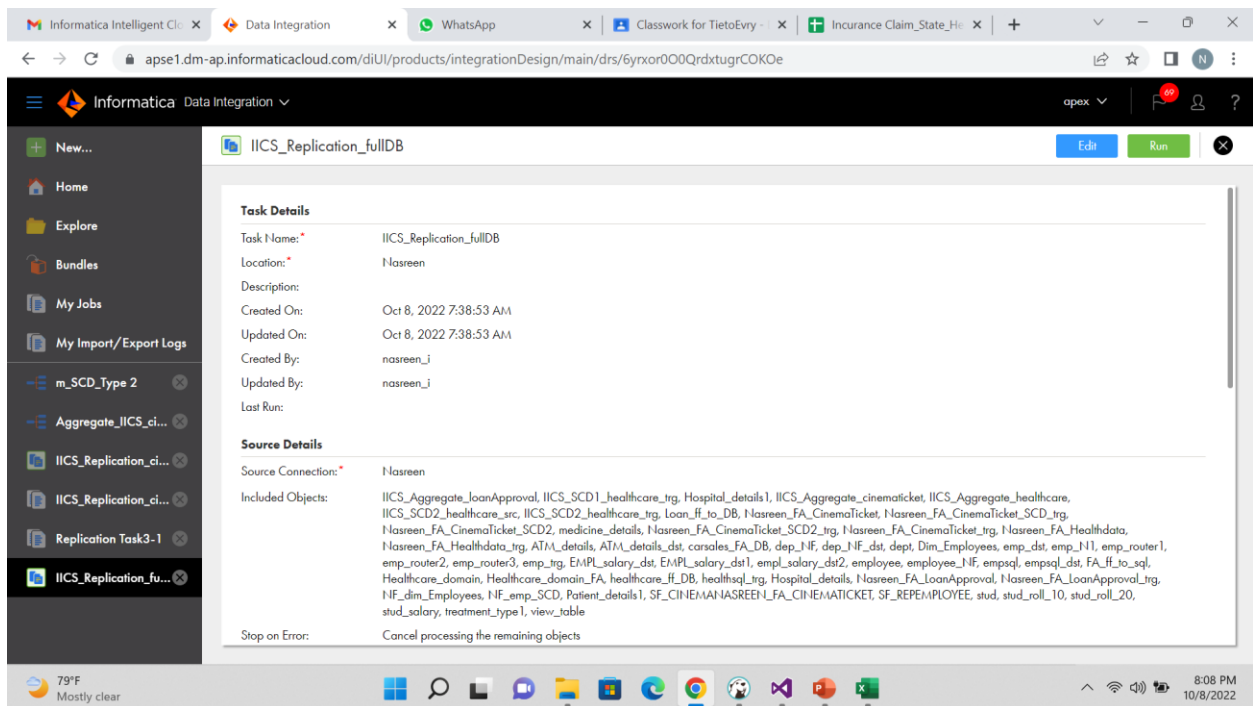 Informatica Intelligent Clo
Data Integration
WhatsApp
Classwork for TietoEvry -
Incurance Claim_State_He
apse1.dm-ap.informaticacloud.com/diUI/products/integrationDesign/main/drs/6yrxor0O0QrdxtugrCOKOe
N
Informatica Data Integration
apex
69
?
New...
Home
Explore
Bundles
My Jobs
My Import/Export Logs
m_SCD_Type 2
Aggregate_IICS_ci...
IICS_Replication_ci...
IICS_Replication_ci...
Replication Task3-1
IICS_Replication_fu...
IICS_Replication_fullDB
Edit
Run
Task Details
Task Name:* IICS_Replication_fullDB
Location:* Nasreen
Description:
Created On: Oct 8, 2022 7:38:53 AM
Updated On: Oct 8, 2022 7:38:53 AM
Created By: nasreen_i
Updated By: nasreen_i
Last Run:
Source Details
Source Connection:* Nasreen
Included Objects: IICS_Aggregate_loanApproval, IICS_SCD1_healthcare_trg, Hospital_details1, IICS_Aggregate_cinematicket, IICS_Aggregate_healthcare,
IICS_SCD2_healthcare_src, IICS_SCD2_healthcare_trg, Loan_ff_to_DB, Nasreen_FA_CinemaTicket, Nasreen_FA_CinemaTicket_SCD_trg,
Nasreen_FA_CinemaTicket_SCD2, medicine_details, Nasreen_FA_CinemaTicket_SCD2_trg, Nasreen_FA_CinemaTicket_trg, Nasreen_FA_Healthdata,
Nasreen_FA_Healthdata_trg, ATM_details, ATM_details_dst, carsales_FA_DB, dep_NF, dep_NF_dst, dept, Dim_Employees, emp_dst, emp_N1, emp_router1,
emp_router2, emp_router3, emp_trg, EMPL_salary_dst, EMPL_salary_dst1, empl_salary_dst2, employee, employee_NF, empsql, empsql_dst, FA_ff_to_sql,
Healthcare_domain, Healthcare_domain_FA, healthcare_ff_DB, healthsql_trg, Hospital_details, Nasreen_FA_LoanApproval, Nasreen_FA_LoanApproval_trg,
NF_dim_Employees, NF_emp_SCD, Patient_details1, SF_CINEMANASREEN_FA_CINEMATICKET, SF_REPEMPLOYEE, stud, stud_roll_10, stud_roll_20,
stud_salary, treatment_type1, view_table
Stop on Error: Cancel processing the remaining objects
79°F
Mostly clear
8:08 PM
10/8/2022